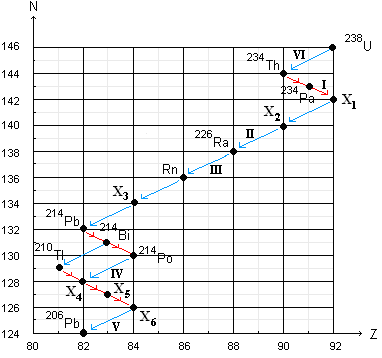 N
146
²³⁸U
VI
²³⁴Th
144
I
²³⁴Pa
142
X₁
X₂
140
II
²²⁶Ra
138
III
Rn
136
X₃
134
²¹⁴Pb
132
²¹⁴Bi
²¹⁰Tl
²¹⁴Po
130
IV
128
X₄
X₅
126
X₆
²⁰⁶Pb
V
124
Z
80 82 84 86 88 90 92